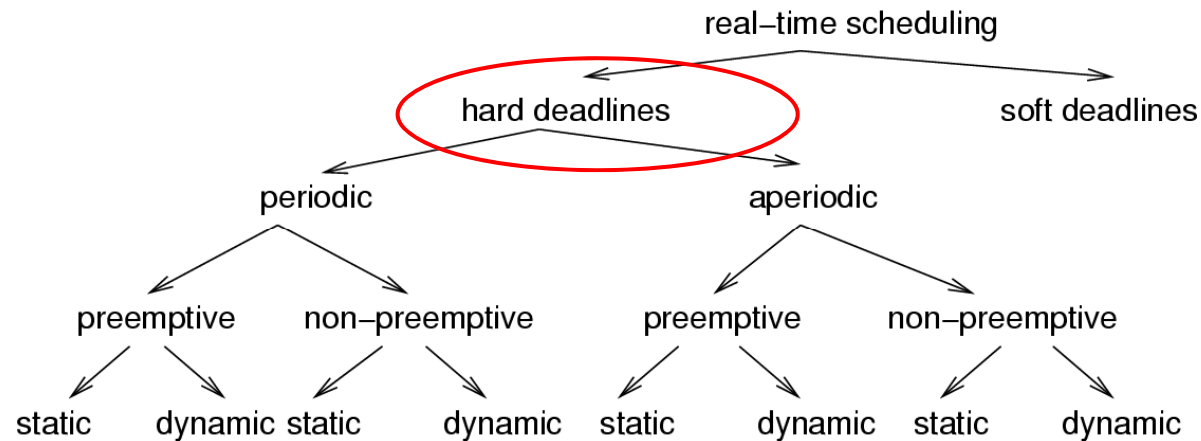 real−time scheduling
hard deadlines soft deadlines
periodic aperiodic
preemptive non−preemptive preemptive non−preemptive
static dynamic static dynamic static dynamic static dynamic